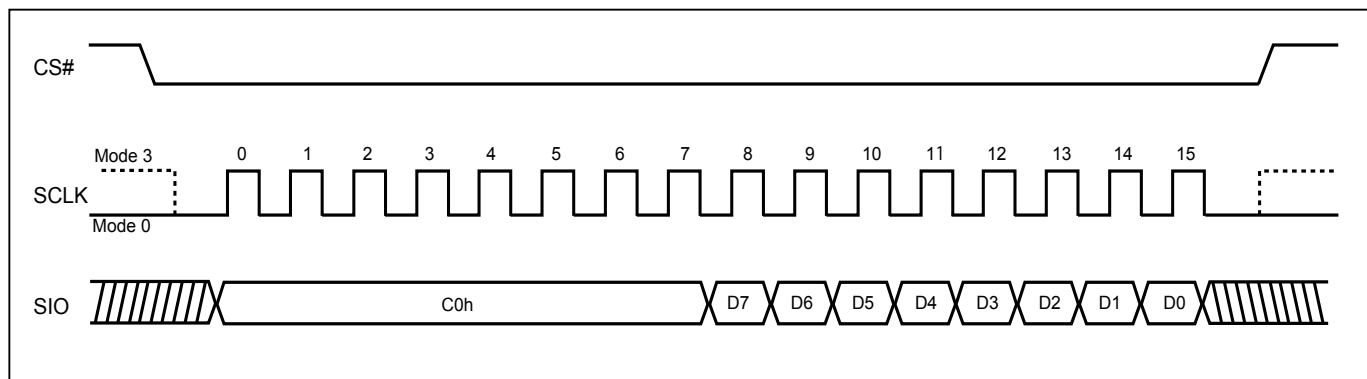 CS#
Mode 3
0 1 2 3 4 5 6 7 8 9 10 11 12 13 14 15
SCLK
Mode 0
SIO
C0h D7 D6 D5 D4 D3 D2 D1 D0